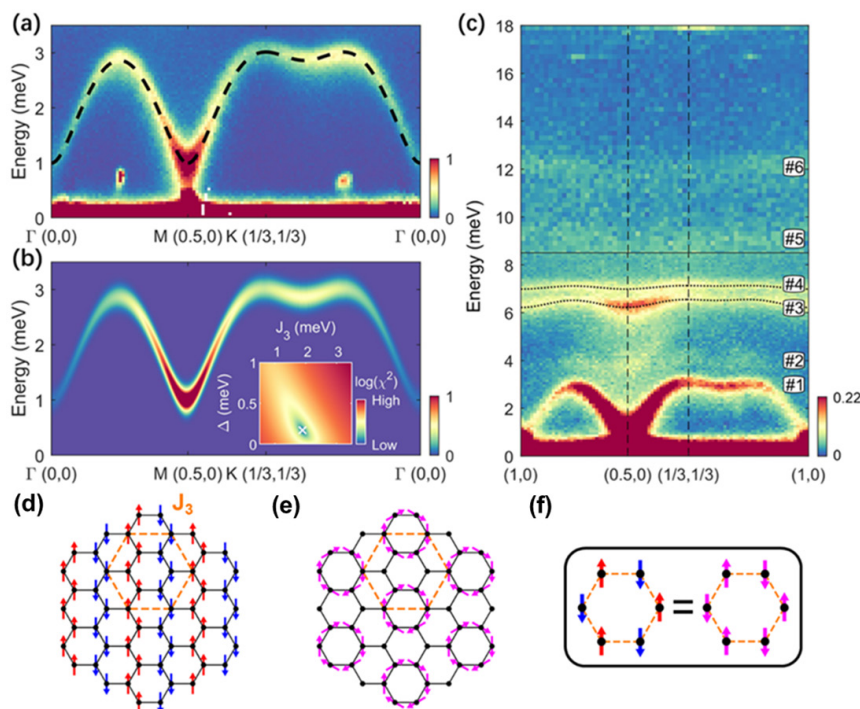 (a)
Energy (meV)
3
2
1
0
1
0
Γ (0,0)
M (0.5,0) K (1/3,1/3)
Γ (0,0)
(b)
Energy (meV)
3
2
1
0
J3 (meV)
1 2 3
1
0.5
0
Δ (meV)
log(χ2)
High
Low
1
0
Γ (0,0)
M (0.5,0) K (1/3,1/3)
Γ (0,0)
(c)
Energy (meV)
18
16
14
12
10
8
6
4
2
0
#6
#5
#4
#3
#2
#1
0.22
0
(1,0)
(0.5,0) (1/3,1/3)
(1,0)
(d)
J3
(e)
(f)
=